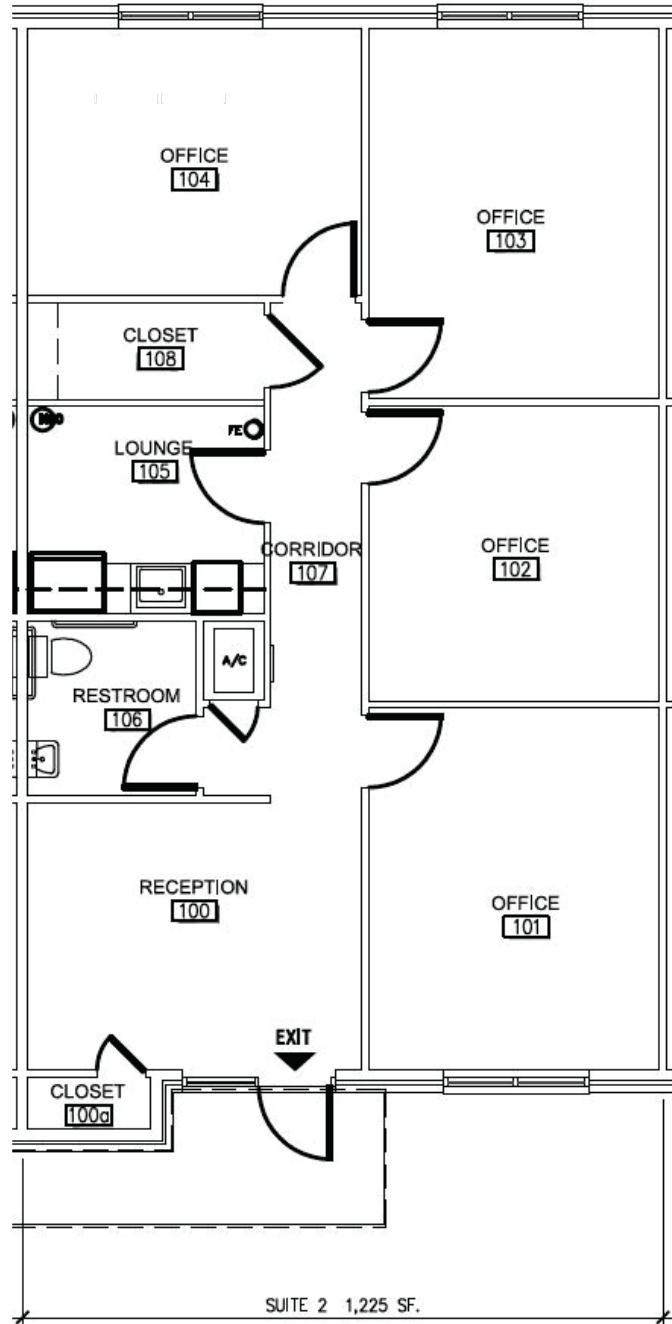 OFFICE
104
OFFICE
103
CLOSET
108
FE
LOUNGE
105
CORRIDOR
107
OFFICE
102
A/C
RESTROOM
106
RECEPTION
100
OFFICE
101
EXIT
CLOSET
100a
SUITE 2 1,225 SF.